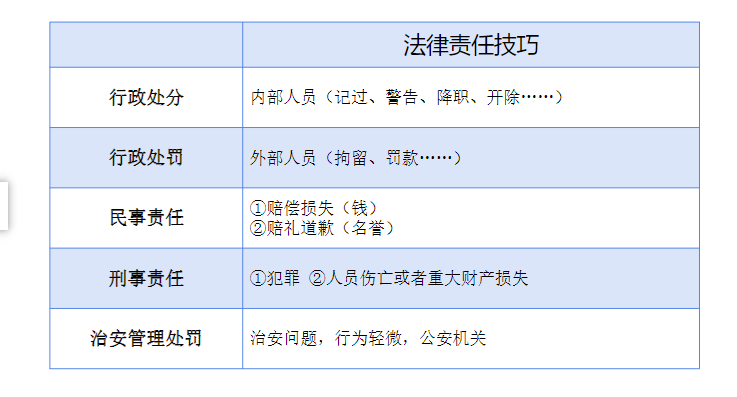 法律责任技巧
行政处分
内部人员（记过、警告、降职、开除……）
行政处罚
外部人员（拘留、罚款……）
民事责任
①赔偿损失（钱）
②赔礼道歉（名誉）
刑事责任
①犯罪 ②人员伤亡或者重大财产损失
治安管理处罚
治安问题，行为轻微，公安机关